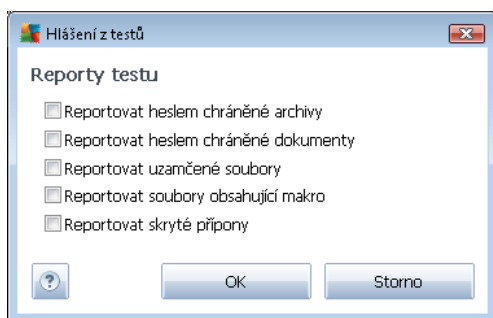 Hlášení z testů
Reporty testu
Reportovat heslem chráněné archivy
Reportovat heslem chráněné dokumenty
Reportovat uzamčené soubory
Reportovat soubory obsahující makro
Reportovat skryté přípony
?
OK
Storno